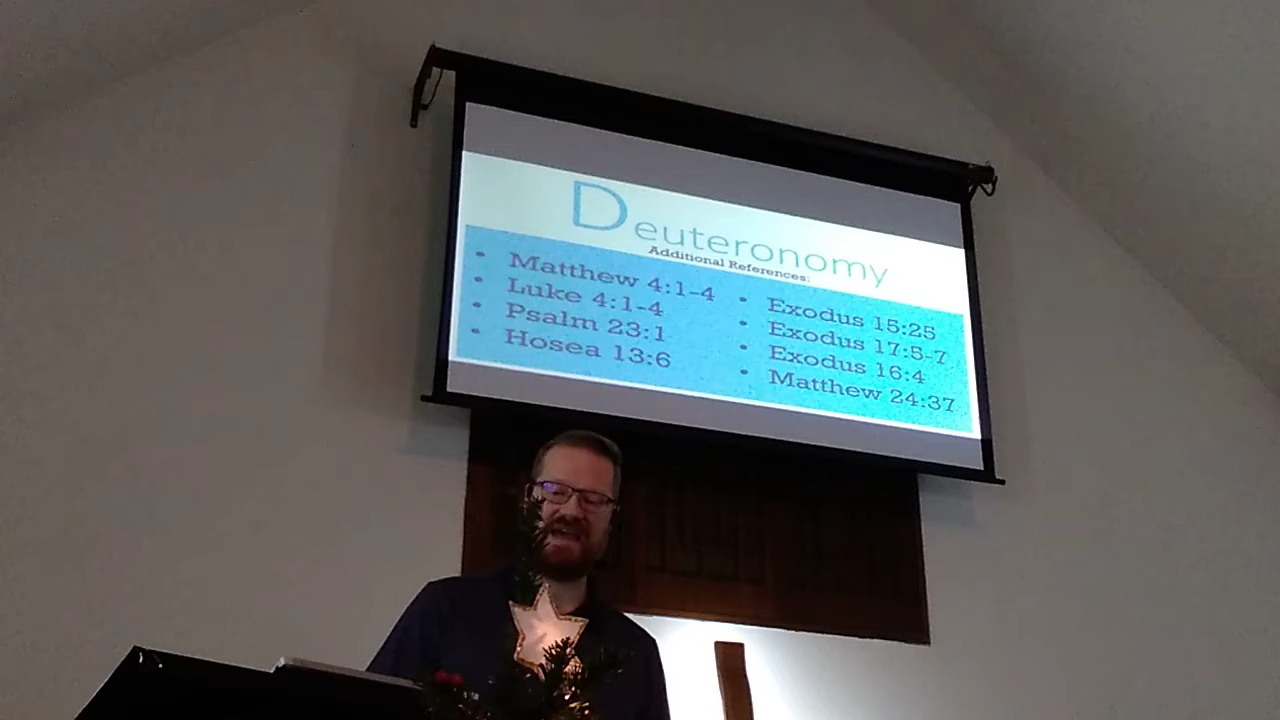 Deuteronomy
Additional References:
• Matthew 4:1-4
• Luke 4:1-4
• Psalm 23:1
• Hosea 13:6
• Exodus 15:25
• Exodus 17:5-7
• Exodus 16:4
• Matthew 24:37